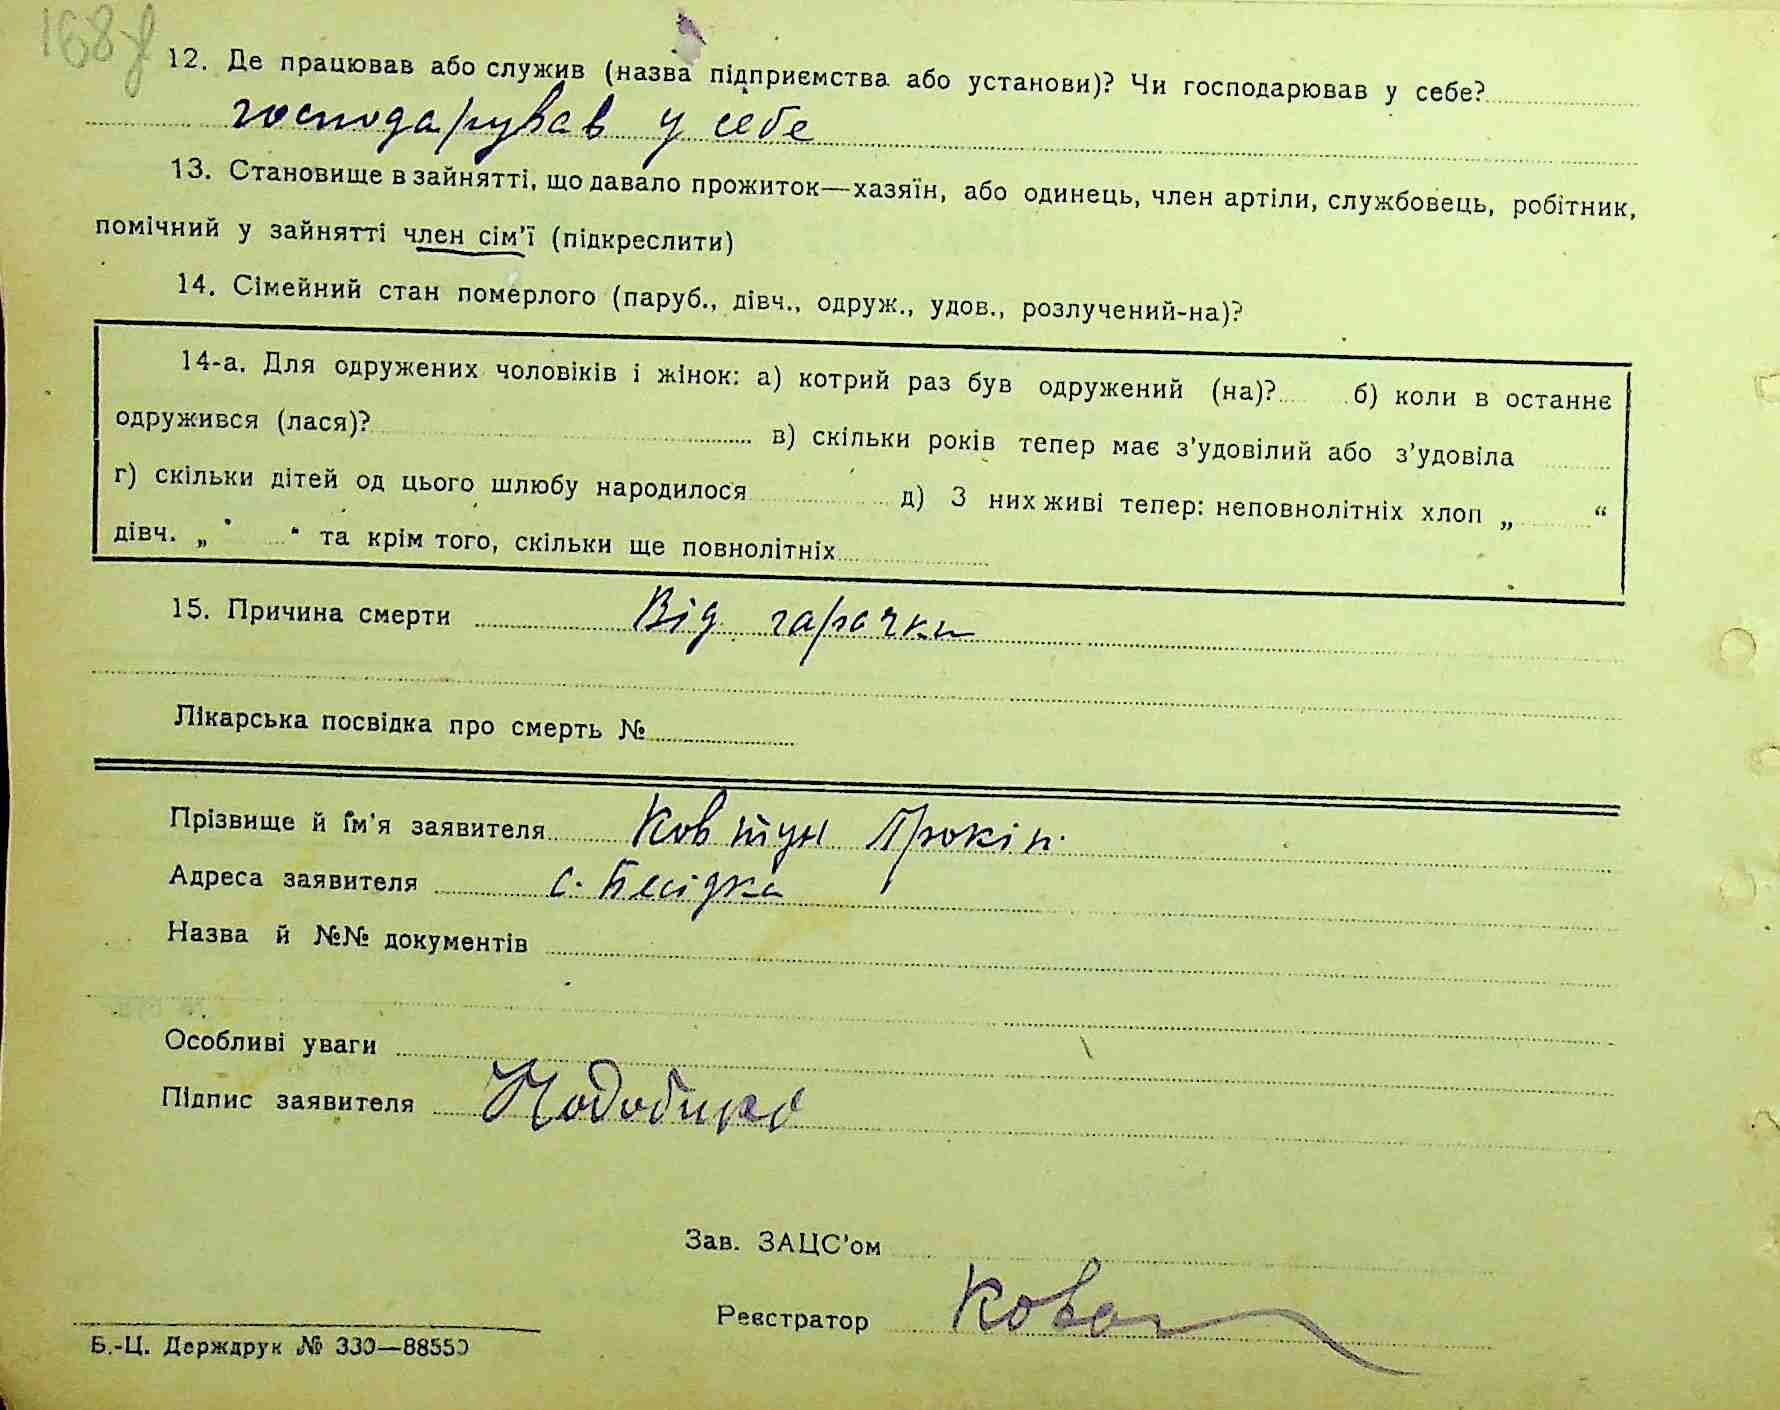 168
12. Де працював або служив (назва підприємства або установи)? Чи господарював у себе?
господарував у себе
13. Становище в зайнятті, що давало прожиток—хазяїн, або одинець, член артіли, службовець, робітник,
помічний у зайнятті член сім'ї (підкреслити)
14. Сімейний стан померлого (паруб., дівч., одруж., удов., розлучений-на)?
14-а. Для одружених чоловіків і жінок: а) котрий раз був одружений (на)? б) коли в останнє
одружився (лася)? в) скільки років тепер має з'удовілий або з'удовіла
г) скільки дітей од цього шлюбу народилося д) З них живі тепер: неповнолітніх хлоп „ “
дівч. „ “ та крім того, скільки ще повнолітніх
15. Причина смерти Від гарачки
Лікарська посвідка про смерть №
Прізвище й їм'я заявителя Ковтун Прокіп
Адреса заявителя с. Бесідка
Назва й №№ документів
Особливі уваги
Підпис заявителя
Зав. ЗАЦС'ом
Реєстратор
Б.-Ц. Держдрук № 330—88550